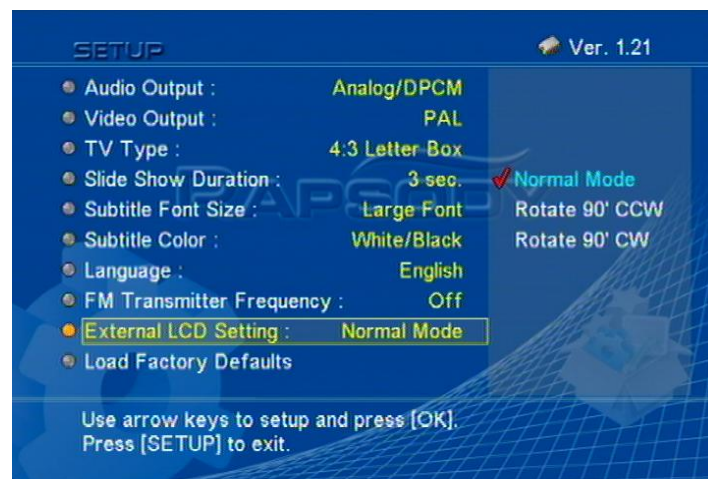 SETUP
Ver. 1.21
Audio Output : Analog/DPCM
Video Output : PAL
TV Type : 4:3 Letter Box
Slide Show Duration : 3 sec.
Subtitle Font Size : Large Font
Subtitle Color : White/Black
Language : English
FM Transmitter Frequency : Off
External LCD Setting : Normal Mode
Load Factory Defaults
Normal Mode
Rotate 90' CCW
Rotate 90' CW
RAPSODY
Use arrow keys to setup and press [OK].
Press [SETUP] to exit.